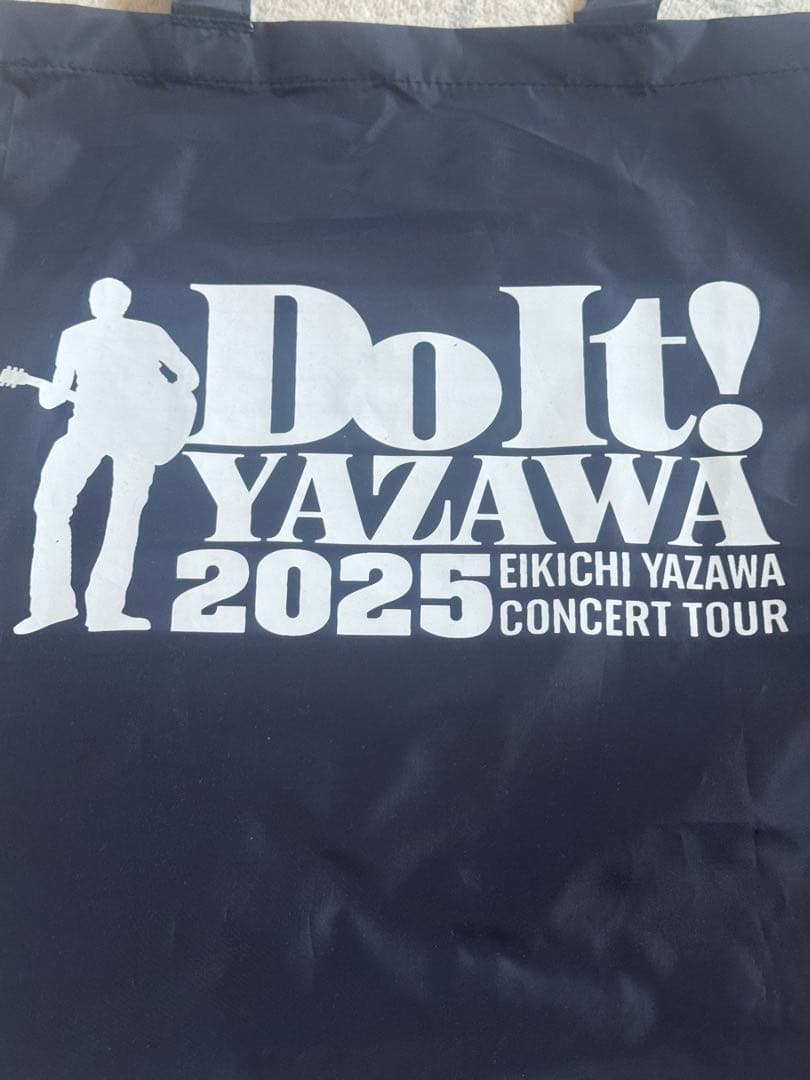 Do It!
YAZAWA
2025
EIKICHI YAZAWA
CONCERT TOUR